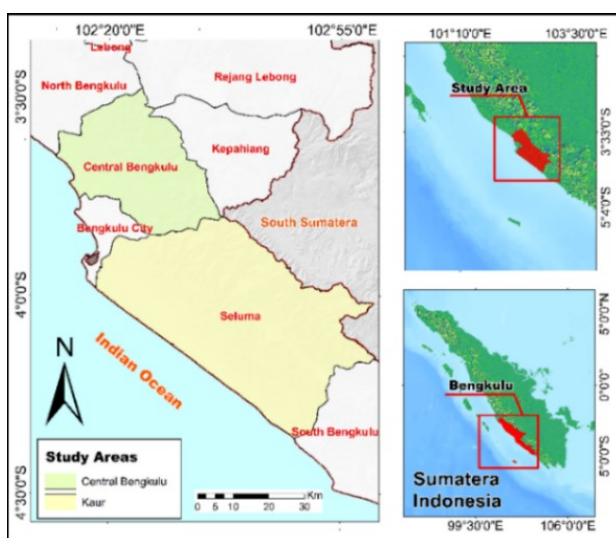 102°20'0"E
102°55'0"E
3°30'0"S
4°0'0"S
4°30'0"S
Lebong
North Bengkulu
Rejang Lebong
Kepahiang
Central Bengkulu
South Sumatera
Bengkulu City
Seluma
Indian Ocean
South Bengkulu
N
Study Areas
Central Bengkulu
Kaur
0 5 10 20 30
Km
101°10'0"E
103°30'0"E
Study Area
3°33'0"S
5°4'0"S
Bengkulu
5°0'0"N
0°0'0"
5°0'0"S
Sumatera
Indonesia
99°30'0"E
106°0'0"E